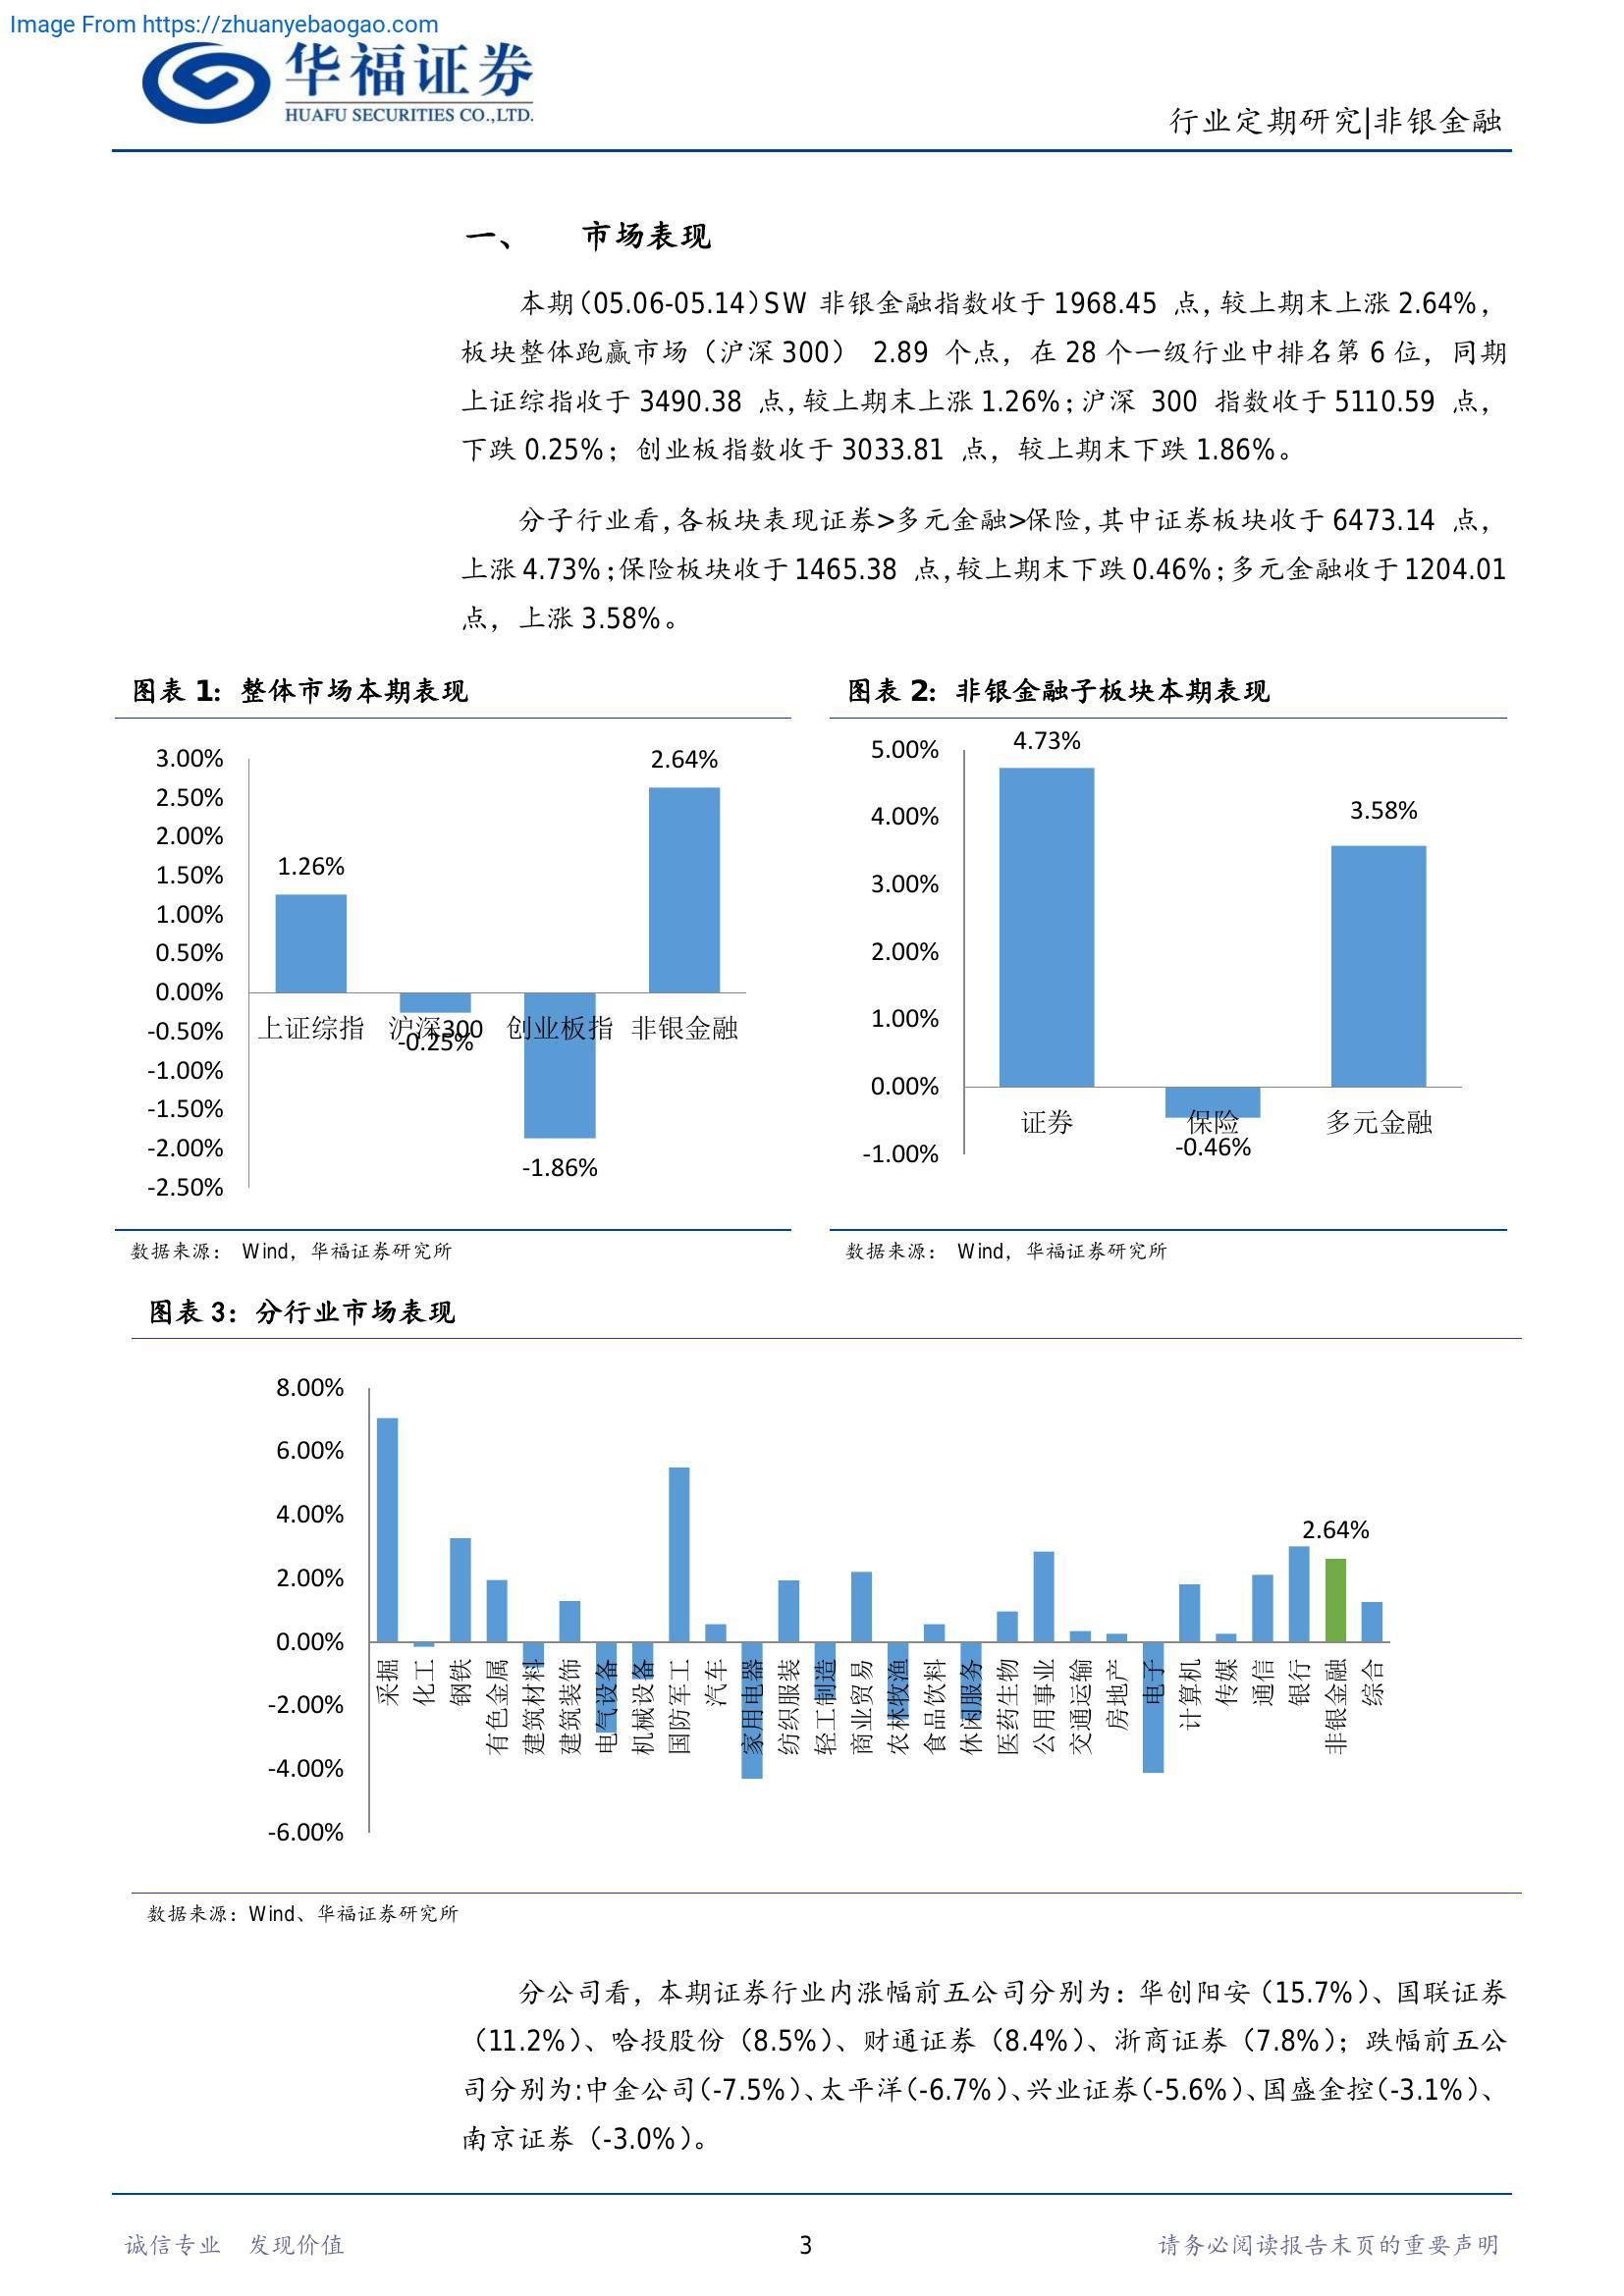 Image From https://zhuanyebaogao.com
华福证券
HUAFU SECURITIES CO.,LTD.
行业定期研究|非银金融
一、 市场表现
本期(05.06-05.14)SW 非银金融指数收于 1968.45 点,较上期末上涨 2.64%,
板块整体跑赢市场（沪深 300） 2.89 个点，在 28 个一级行业中排名第 6 位，同期
上证综指收于 3490.38 点,较上期末上涨 1.26%;沪深 300 指数收于 5110.59 点，
下跌 0.25%；创业板指数收于 3033.81 点，较上期末下跌 1.86%。
分子行业看,各板块表现证券>多元金融>保险,其中证券板块收于 6473.14 点，
上涨 4.73%;保险板块收于 1465.38 点,较上期末下跌 0.46%;多元金融收于 1204.01
点，上涨 3.58%。
图表 1：整体市场本期表现
3.00%
2.50%
2.00%
1.50%
1.00%
0.50%
0.00%
-0.50%
-1.00%
-1.50%
-2.00%
-2.50%
1.26%
-0.25%
-1.86%
2.64%
上证综指 沪深300 创业板指 非银金融
数据来源： Wind，华福证券研究所
图表 2：非银金融子板块本期表现
5.00%
4.00%
3.00%
2.00%
1.00%
0.00%
-1.00%
4.73%
-0.46%
3.58%
证券 保险 多元金融
数据来源： Wind，华福证券研究所
图表 3：分行业市场表现
8.00%
6.00%
4.00%
2.00%
0.00%
-2.00%
-4.00%
-6.00%
2.64%
采掘
化工
钢铁
有色金属
建筑材料
建筑装饰
电气设备
机械设备
国防军工
汽车
家用电器
纺织服装
轻工制造
商业贸易
农林牧渔
食品饮料
休闲服务
医药生物
公用事业
交通运输
房地产
电子
计算机
传媒
通信
银行
非银金融
综合
数据来源：Wind、华福证券研究所
分公司看，本期证券行业内涨幅前五公司分别为：华创阳安（15.7%）、国联证券
（11.2%）、哈投股份（8.5%）、财通证券（8.4%）、浙商证券（7.8%）；跌幅前五公
司分别为:中金公司(-7.5%)、太平洋(-6.7%)、兴业证券(-5.6%)、国盛金控(-3.1%)、
南京证券（-3.0%）。
诚信专业 发现价值
3
请务必阅读报告末页的重要声明